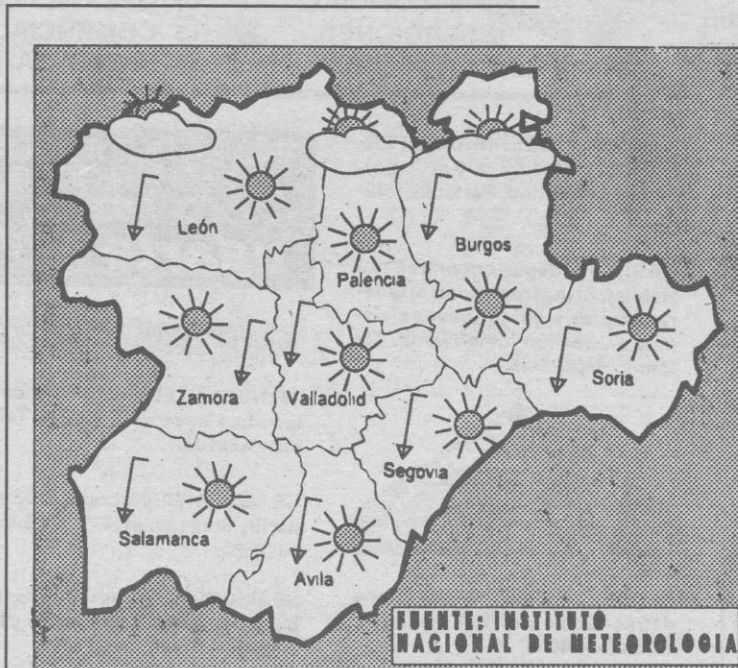 León
Burgos
Palencia
Soria
Zamora
Valladolid
Segovia
Salamanca
Avila
FUENTE: INSTITUTO
NACIONAL DE METEOROLOGIA